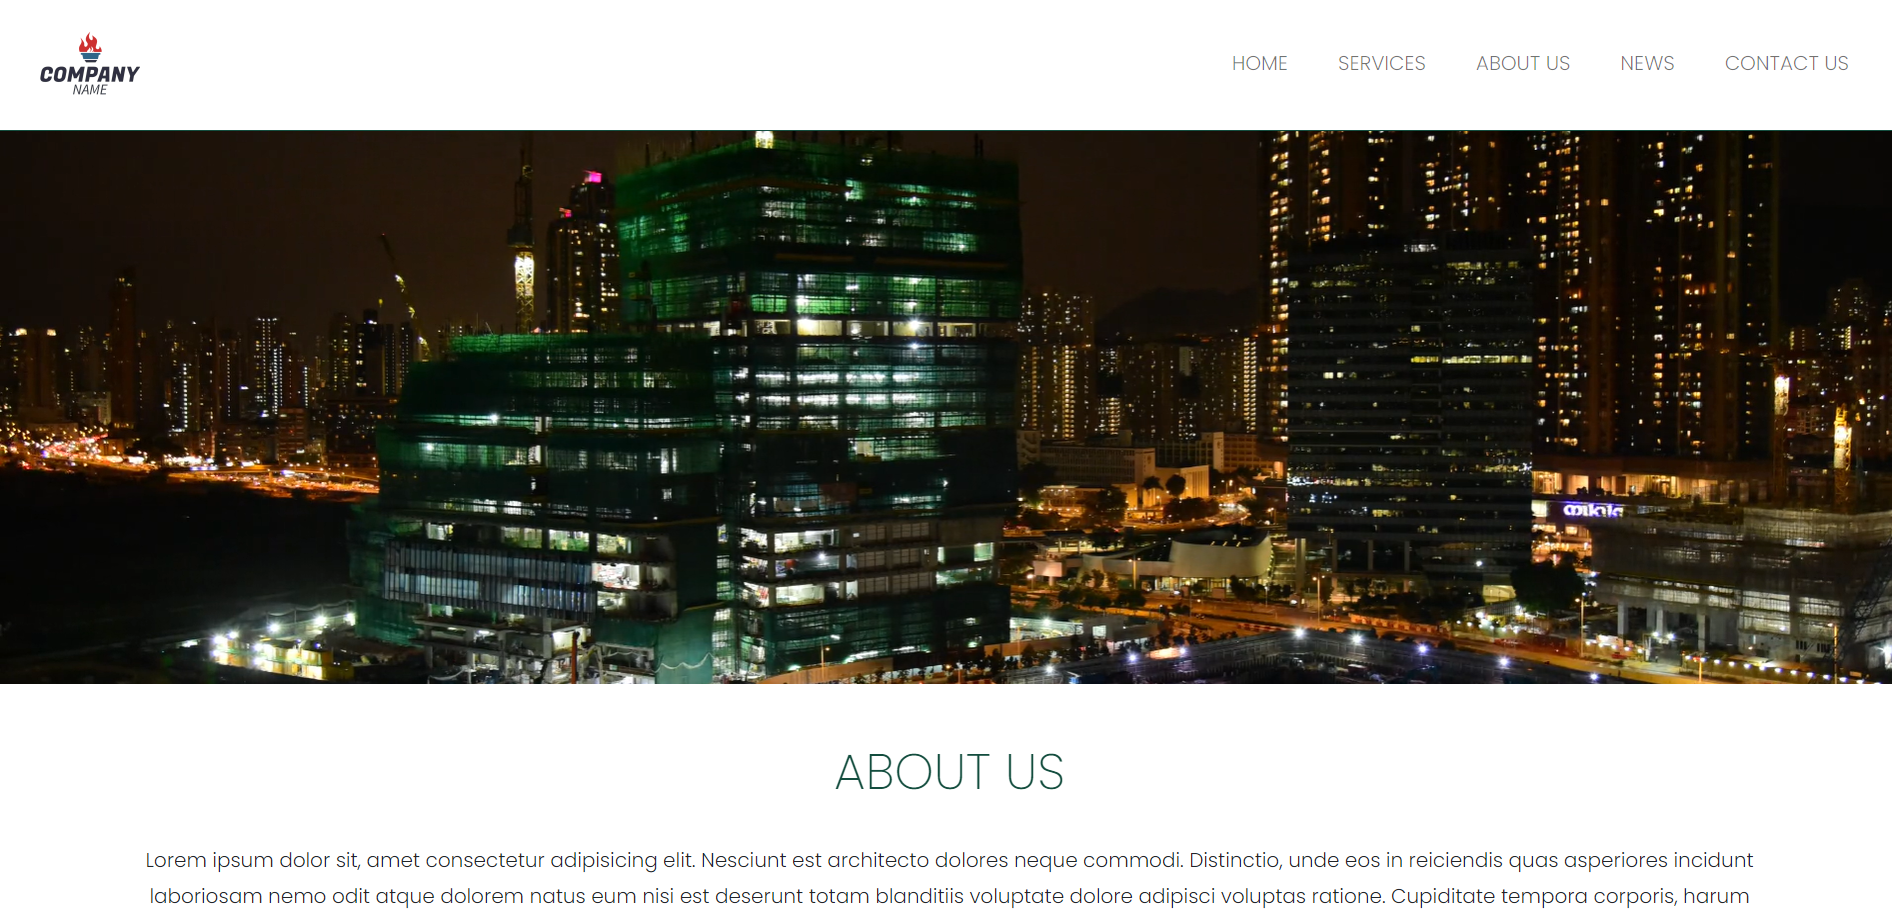 COMPANY
NAME
HOME SERVICES ABOUT US NEWS CONTACT US
ABOUT US
Lorem ipsum dolor sit, amet consectetur adipisicing elit. Nesciunt est architecto dolores neque commodi. Distinctio, unde eos in reiciendis quas asperiores incidunt
laboriosam nemo odit atque dolorem natus eum nisi est deserunt totam blanditiis voluptate dolore adipisci voluptas ratione. Cupiditate tempora corporis, harum